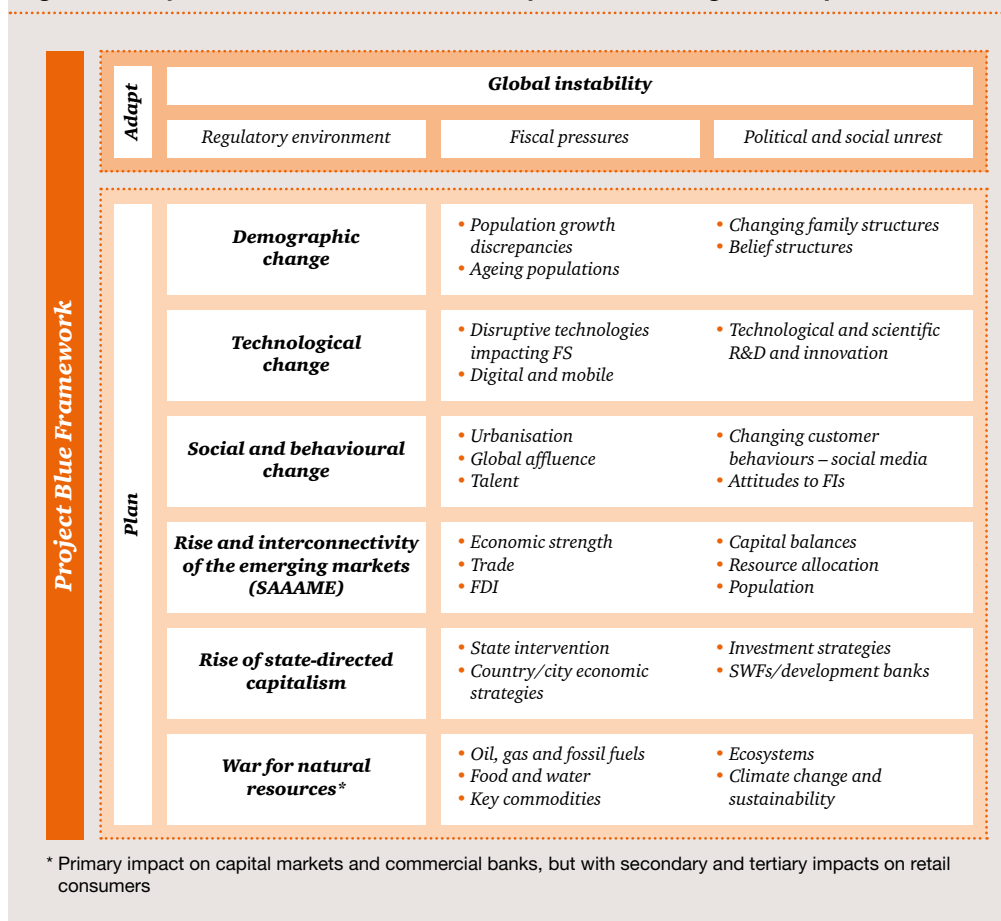 Project Blue Framework
Adapt
Global instability
Regulatory environment
Fiscal pressures
Political and social unrest
Plan
Demographic
change
• Population growth
discrepancies
• Ageing populations
• Changing family structures
• Belief structures
Technological
change
• Disruptive technologies
impacting FS
• Digital and mobile
• Technological and scientific
R&D and innovation
Social and behavioural
change
• Urbanisation
• Global affluence
• Talent
• Changing customer
behaviours – social media
• Attitudes to FIs
Rise and interconnectivity
of the emerging markets
(SAAAME)
• Economic strength
• Trade
• FDI
• Capital balances
• Resource allocation
• Population
Rise of state-directed
capitalism
• State intervention
• Country/city economic
strategies
• Investment strategies
• SWFs/development banks
War for natural
resources*
• Oil, gas and fossil fuels
• Food and water
• Key commodities
• Ecosystems
• Climate change and
sustainability
* Primary impact on capital markets and commercial banks, but with secondary and tertiary impacts on retail
consumers